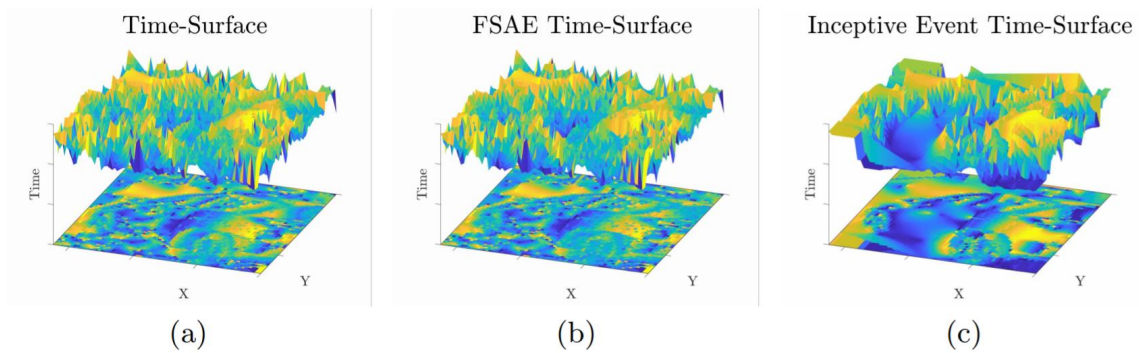 Time-Surface
FSAE Time-Surface
Inceptive Event Time-Surface
Time
X
Y
Time
X
Y
Time
X
Y
(a)
(b)
(c)